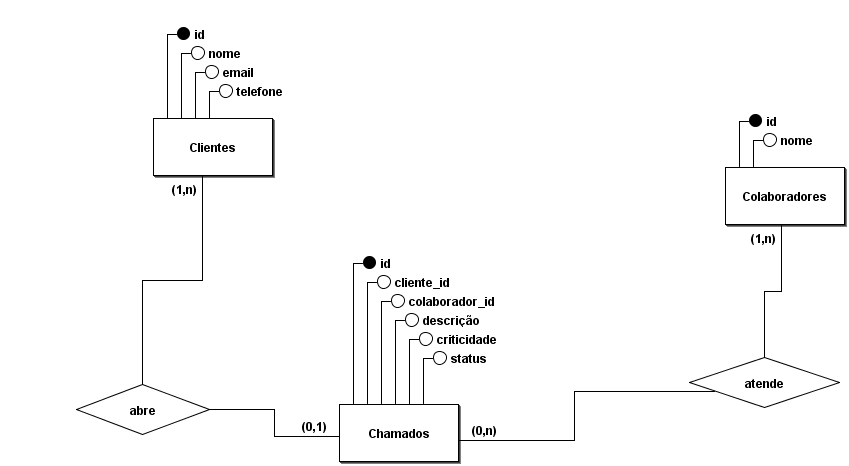 id
nome
email
telefone
Clientes
(1,n)
id
nome
Colaboradores
(1,n)
id
cliente_id
colaborador_id
descrição
criticidade
status
abre
(0,1)
Chamados
(0,n)
atende